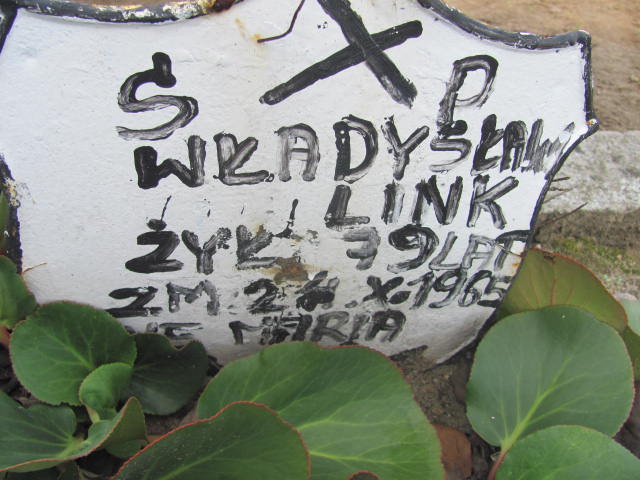 Ś P
WŁADYSŁAW
LINK
ŻYŁ 39 LAT
ZM. 24.X.1965
MARIA